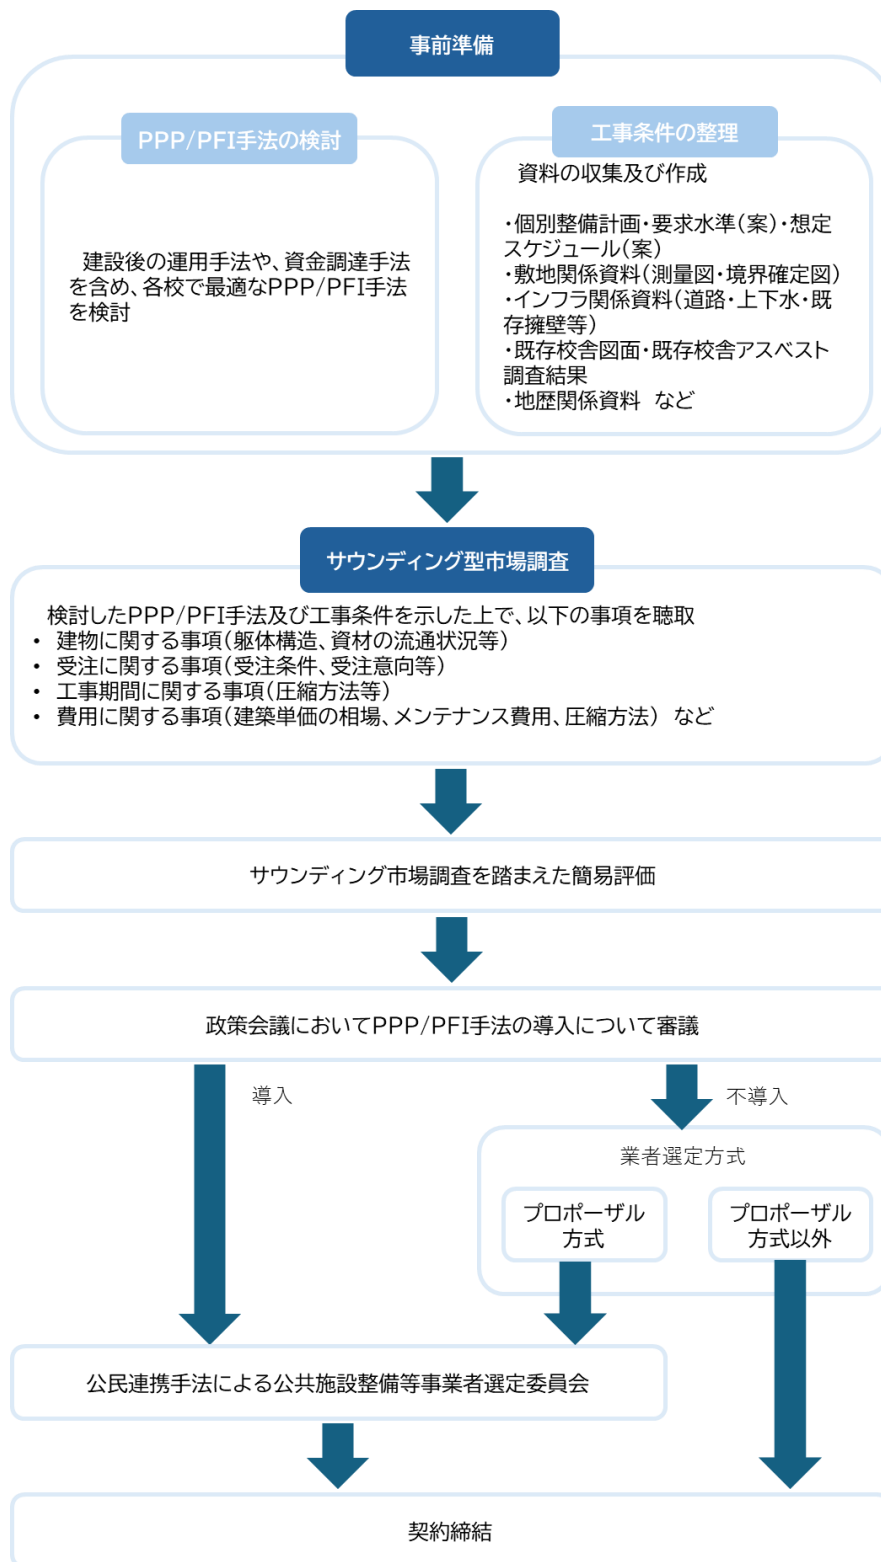 事前準備
PPP/PFI手法の検討
建設後の運用手法や、資金調達手法
を含め、各校で最適なPPP/PFI手法
を検討
工事条件の整理
資料の収集及び作成
・個別整備計画・要求水準(案)・想定
スケジュール(案)
・敷地関係資料(測量図・境界確定図)
・インフラ関係資料(道路・上下水・既
存擁壁等)
・既存校舎図面・既存校舎アスベスト
調査結果
・地歴関係資料　など
サウンディング型市場調査
検討したPPP/PFI手法及び工事条件を示した上で、以下の事項を聴取
• 建物に関する事項(躯体構造、資材の流通状況等)
• 受注に関する事項(受注条件、受注意向等)
• 工事期間に関する事項(圧縮方法等)
• 費用に関する事項(建築単価の相場、メンテナンス費用、圧縮方法)　など
サウンディング市場調査を踏まえた簡易評価
政策会議においてPPP/PFI手法の導入について審議
導入
不導入
業者選定方式
プロポーザル
方式
プロポーザル
方式以外
公民連携手法による公共施設整備等事業者選定委員会
契約締結